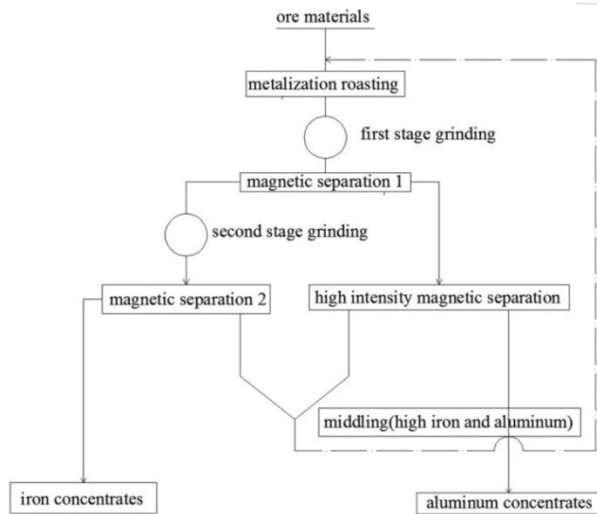 ore materials
metalization roasting
first stage grinding
magnetic separation 1
second stage grinding
magnetic separation 2
high intensity magnetic separation
middling(high iron and aluminum)
iron concentrates
aluminum concentrates